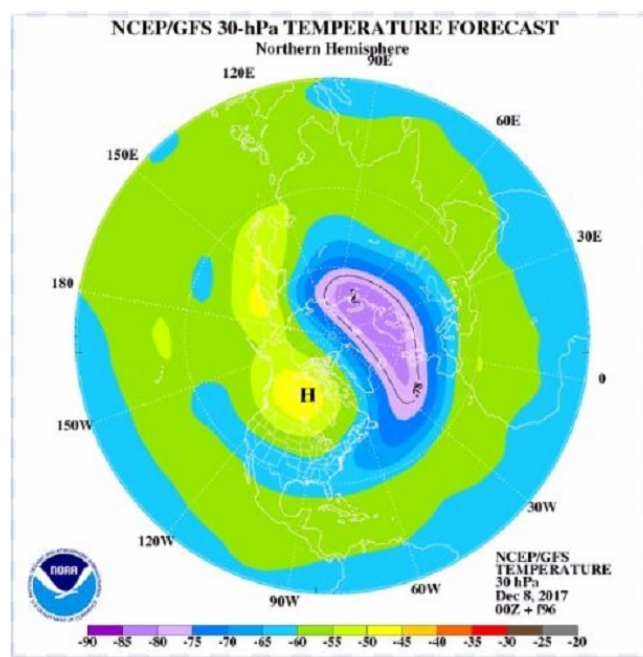 NCEP/GFS 30-hPa TEMPERATURE FORECAST
Northern Hemisphere
90E
120E
60E
150E
30E
180
H
-78
0
150W
30W
120W
60W
90W
NOAA
NCEP/GFS
TEMPERATURE
30 hPa
Dec 8, 2017
00Z + f96
-90 -85 -80 -75 -70 -65 -60 -55 -50 -45 -40 -35 -30 -25 -20